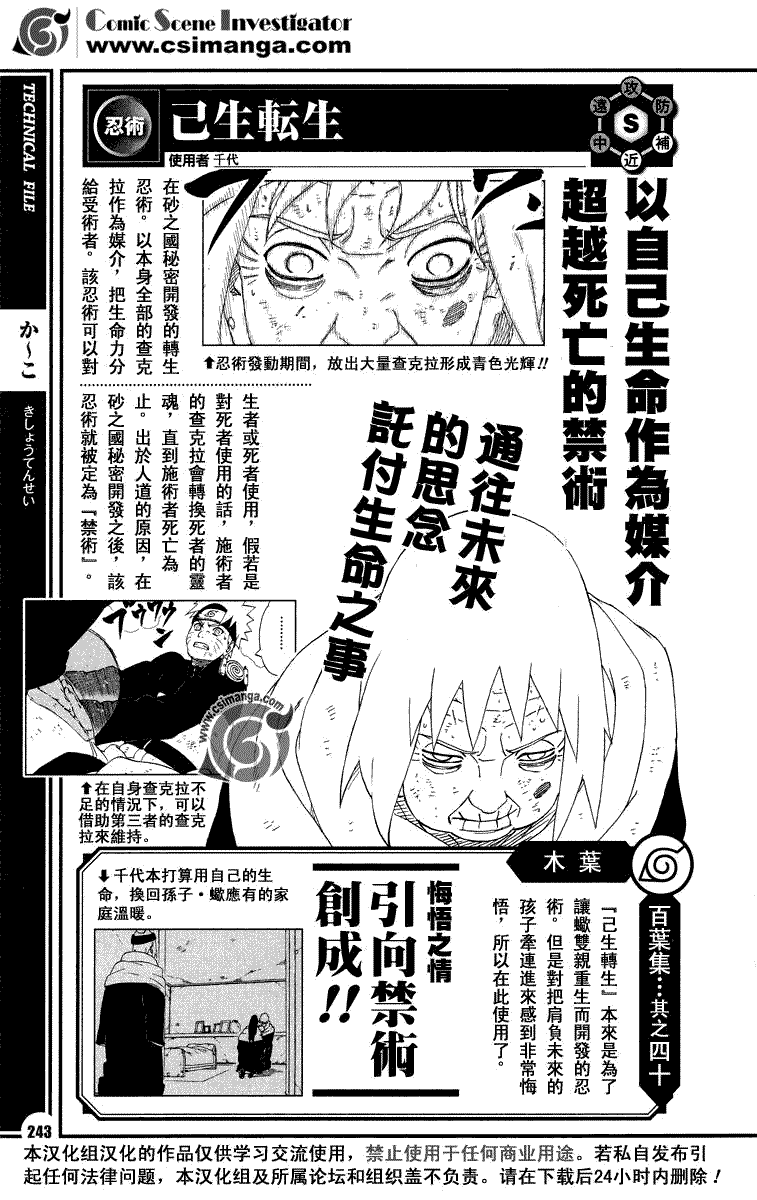 Comic Scene Investigator
www.csimanga.com
TECHNICAL FILE
か～こ
きしょうてんせい
忍術
己生転生
使用者 千代
攻
防
補
近
中
遠
S
以自己生命作為媒介
超越死亡的禁術
在砂之國秘密開發的轉生
忍術。以本身全部的查克
拉作為媒介，把生命力分
給受術者。該忍術可以對
⬆忍術發動期間，放出大量查克拉形成青色光輝!!
生者或死者使用，假若是
對死者使用的話，施術者
的查克拉會轉換死者的靈
魂，直到施術者死亡為
止。出於人道的原因，在
砂之國秘密開發之後，該
忍術就被定為『禁術』。
通往未來
的思念
託付生命之事
ブゥゥゥン
………
www.csimanga.com
⬆在自身查克拉不
足的情況下，可以
借助第三者的查克
拉來維持。
木葉
百葉集…其之四十
『己生轉生』本來是為了
讓蠍雙親重生而開發的忍
術。但是對把肩負未來的
孩子牽連進來感到非常悔
悟，所以在此使用了。
悔悟之情
引向禁術
創成!!
⬇千代本打算用自己的生
命，換回孫子·蠍應有的家
庭溫暖。
243
本汉化组汉化的作品仅供学习交流使用，禁止使用于任何商业用途。若私自发布引
起任何法律问题，本汉化组及所属论坛和组织盖不负责。请在下载后24小时内删除！